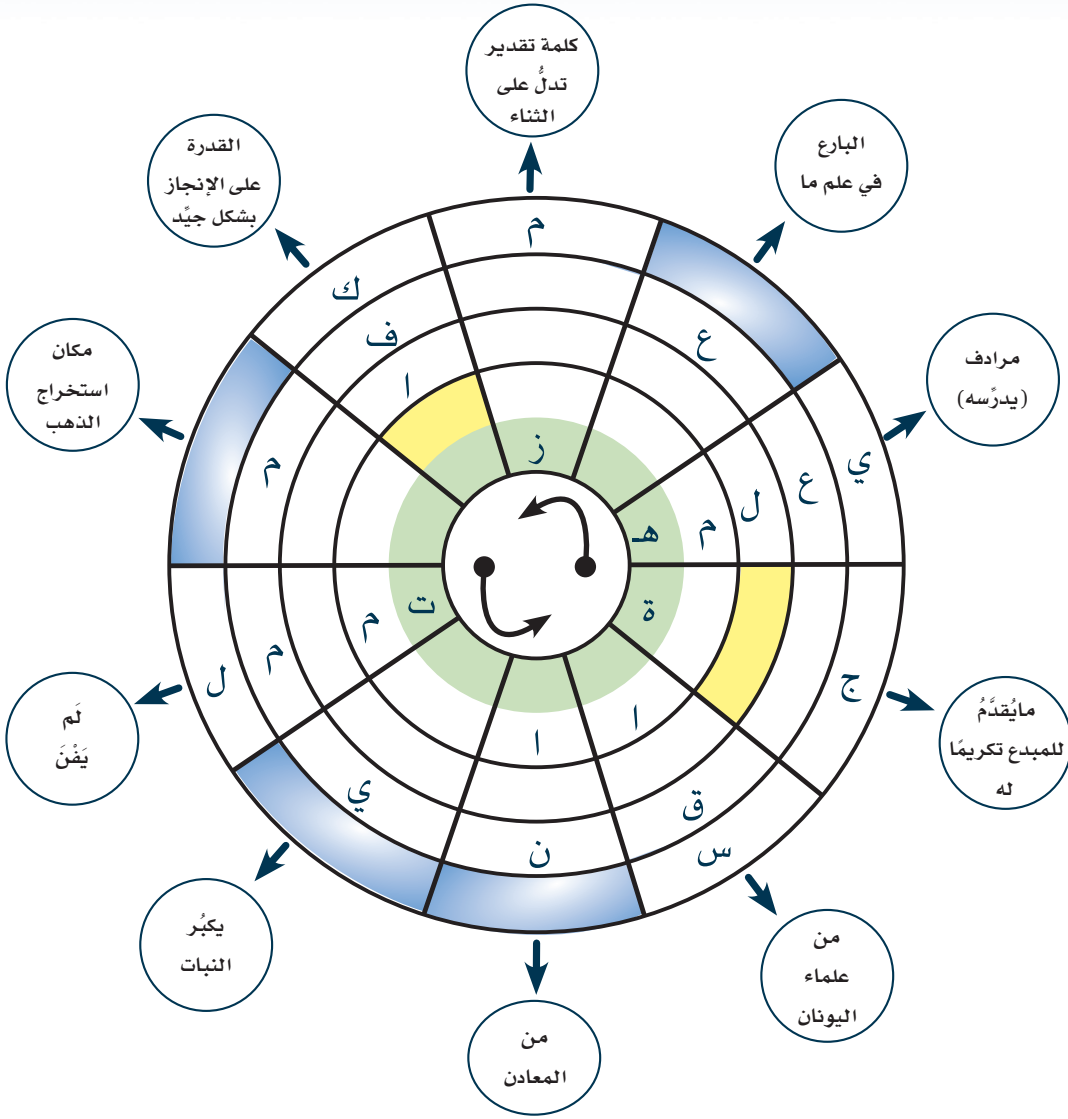 كلمة تقدير
تدلُّ على
الثناء
البارع
في علم ما
مرادف
(يدرِّسه)
مايُقدَّمُ
للمبدع تكريمًا
له
من
علماء
اليونان
من
المعادن
يكبُر
النبات
لَم
يَفْنَ
مكان
استخراج
الذهب
القدرة
على الإنجاز
بشكل جيِّد
م
ز
ع
ي
ع
ل
م
هـ
ج
ة
س
ق
ا
ن
ا
ي
ل
م
م
ت
م
ك
ف
ا